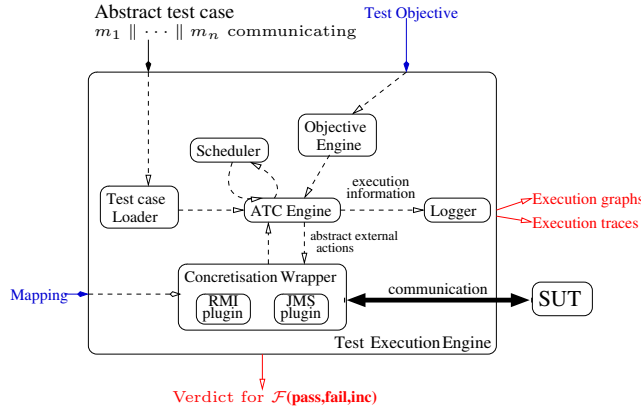 Abstract test case
m₁ ∥ ··· ∥ mₙ communicating
Test Objective
Objective
Engine
Scheduler
Test case
Loader
ATC Engine
execution
information
Logger
Execution graphs
Execution traces
abstract external
actions
Mapping
Concretisation Wrapper
RMI
plugin
JMS
plugin
communication
SUT
Test Execution Engine
Verdict for ℱ(pass,fail,inc)